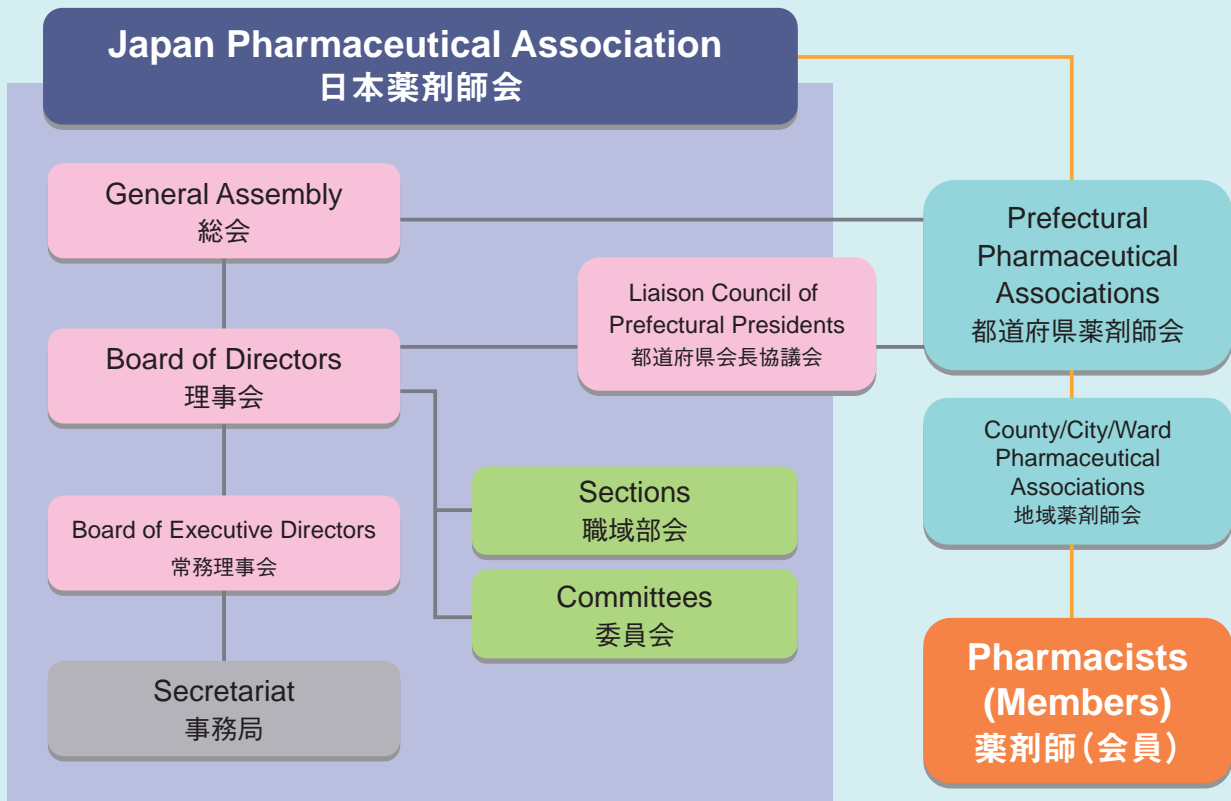 Japan Pharmaceutical Association
日本薬剤師会
General Assembly
総会
Board of Directors
理事会
Board of Executive Directors
常務理事会
Secretariat
事務局
Liaison Council of
Prefectural Presidents
都道府県会長協議会
Sections
職域部会
Committees
委員会
Prefectural
Pharmaceutical
Associations
都道府県薬剤師会
County/City/Ward
Pharmaceutical
Associations
地域薬剤師会
Pharmacists
(Members)
薬剤師（会員）